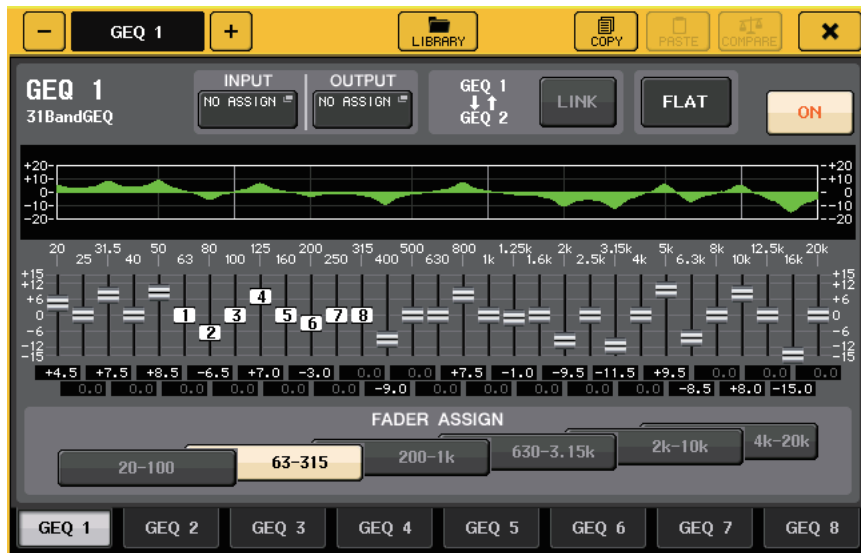 − GEQ 1 + LIBRARY COPY PASTE COMPARE ×
GEQ 1
31BandGEQ
INPUT OUTPUT
NO ASSIGN NO ASSIGN
GEQ 1
GEQ 2
LINK FLAT ON
+20 +20
+10 +10
0 0
-10 -10
-20 -20
20 31.5 50 80 125 200 315 500 800 1.25k 2k 3.15k 5k 8k 12.5k 20k
25 40 63 100 160 250 400 630 1k 1.6k 2.5k 4k 6.3k 10k 16k
+15 +15
+12 +12
+6 +6
0 0
-6 -6
-12 -12
-15 -15
1 2 3 4 5 6 7 8
+4.5 +7.5 +8.5 -6.5 +7.0 -3.0 0.0 0.0 +7.5 -1.0 -9.5 -11.5 +9.5 0.0 0.0 0.0
0.0 0.0 0.0 0.0 0.0 0.0 -9.0 0.0 0.0 0.0 0.0 0.0 -8.5 +8.0 -15.0
FADER ASSIGN
20-100 63-315 200-1k 630-3.15k 2k-10k 4k-20k
GEQ 1 GEQ 2 GEQ 3 GEQ 4 GEQ 5 GEQ 6 GEQ 7 GEQ 8